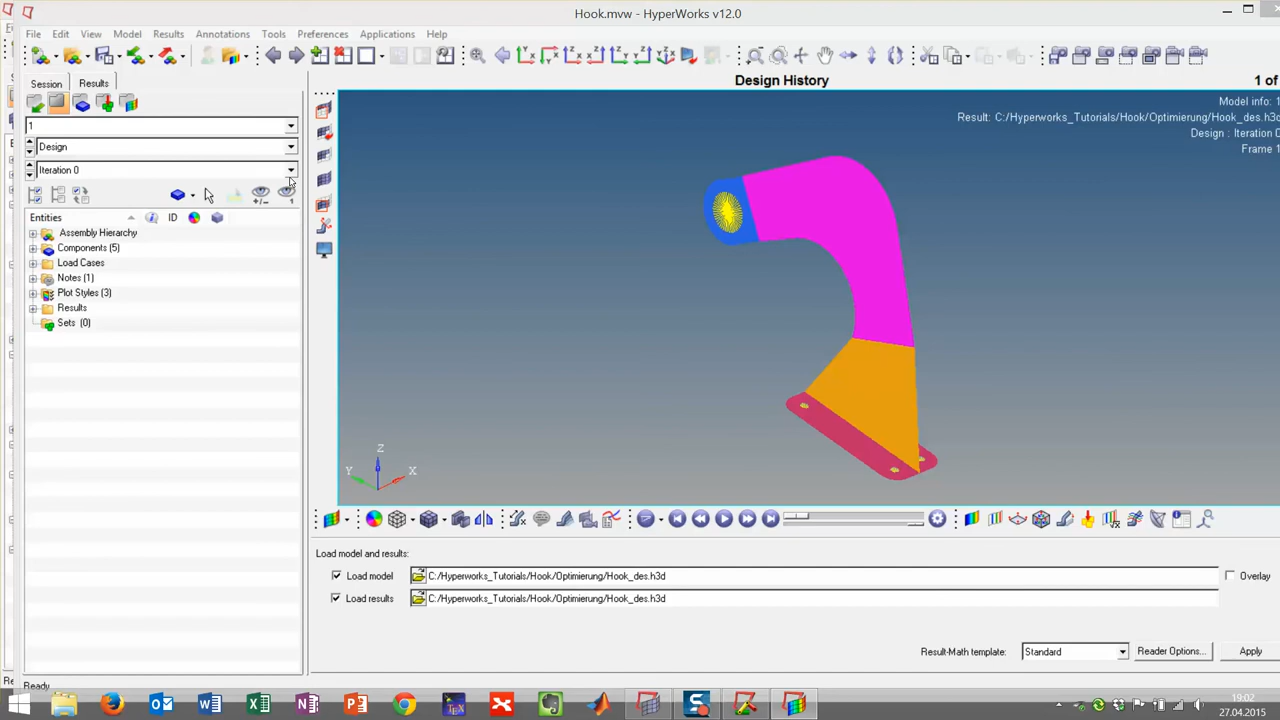 Hook.mvw - HyperWorks v12.0
File Edit View Model Results Annotations Tools Preferences Applications Help
Session Results
Design History
1 of
1
Model info: 1
Result: C:/Hyperworks_Tutorials/Hook/Optimierung/Hook_des.h3d
Design : Iteration 0
Frame 1
Design
Iteration 0
Entities ID
Assembly Hierarchy
Components (5)
Load Cases
Notes (1)
Plot Styles (3)
Results
Sets (0)
Z
Y X
Load model and results:
Load model C:/Hyperworks_Tutorials/Hook/Optimierung/Hook_des.h3d Overlay
Load results C:/Hyperworks_Tutorials/Hook/Optimierung/Hook_des.h3d
Result-Math template: Standard Reader Options... Apply
Ready
19:02
27.04.2015